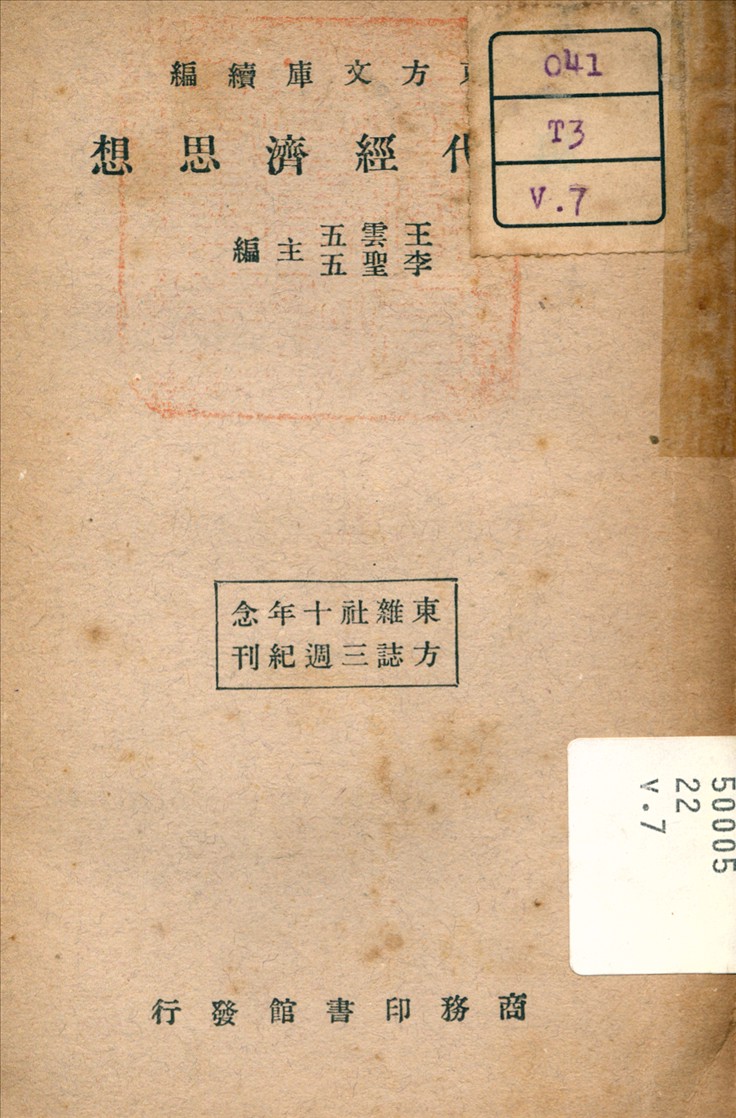 方文庫續編
代經濟思想
王雲五
李聖五
主編
東方雜誌社三十週年紀念刊
商務印書館發行
041
T3
V.7
50005
22
v.7